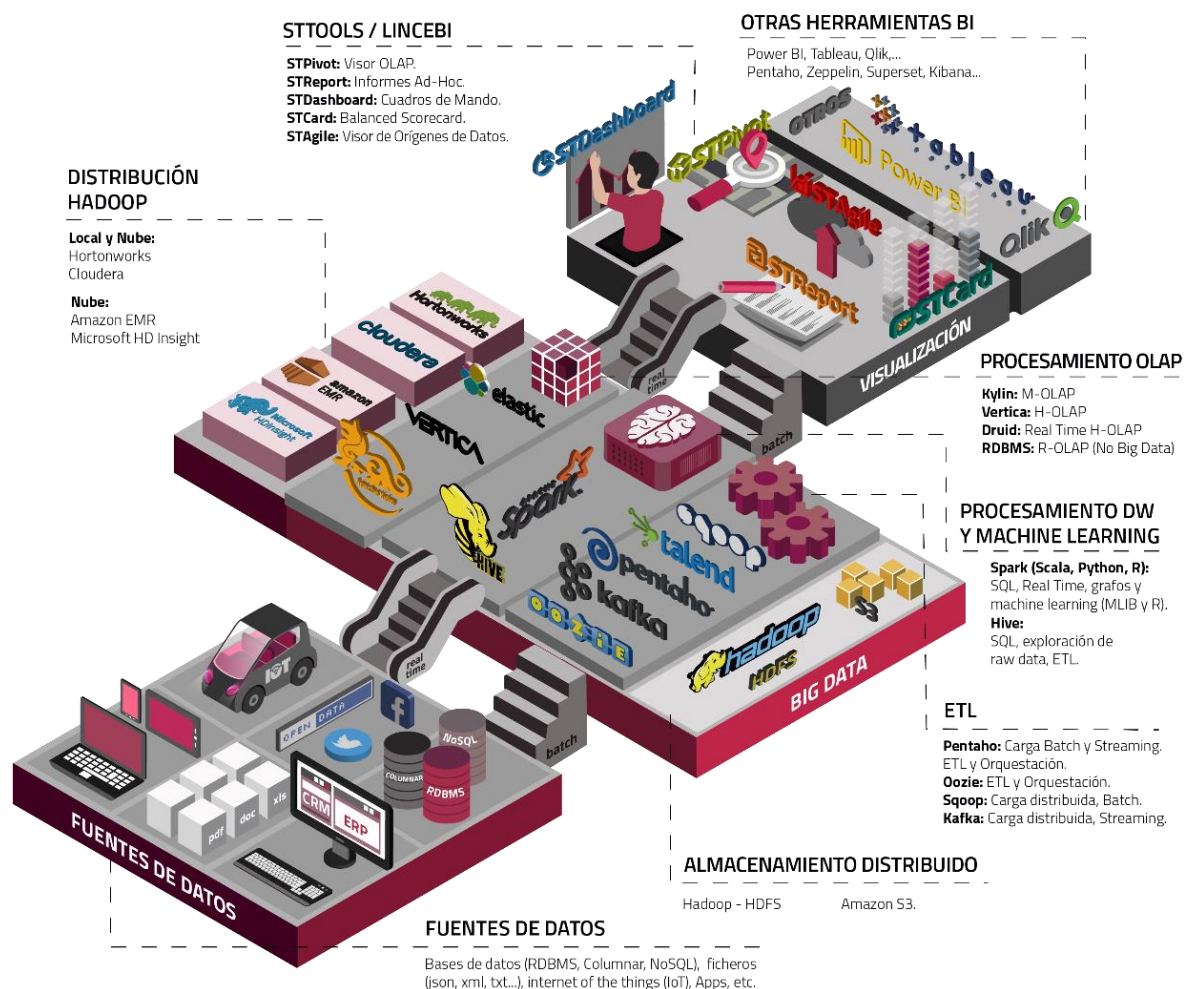 STTOOLS / LINCEBI
STPivot: Visor OLAP.
STReport: Informes Ad-Hoc.
STDashboard: Cuadros de Mando.
STCard: Balanced Scorecard.
STAgile: Visor de Orígenes de Datos.
OTRAS HERRAMIENTAS BI
Power BI, Tableau, Qlik,...
Pentaho, Zeppelin, Superset, Kibana...
STDashboard
STPivot
OTROS
tableau
Power BI
Qlik
STAgile
STReport
STCard
VISUALIZACIÓN
DISTRIBUCIÓN
HADOOP
Local y Nube:
Hortonworks
Cloudera
Nube:
Amazon EMR
Microsoft HD Insight
Hortonworks
cloudera
amazon
EMR
Microsoft
HDInsight
elastic
VERTICA
real
time
batch
PROCESAMIENTO OLAP
Kylin: M-OLAP
Vertica: H-OLAP
Druid: Real Time H-OLAP
RDBMS: R-OLAP (No Big Data)
APACHE
Spark
HIVE
sqoop
talend
pentaho
kafka
OOZIE
hadoop
HDFS
S3
BIG DATA
PROCESAMIENTO DW
Y MACHINE LEARNING
Spark (Scala, Python, R):
SQL, Real Time, grafos y
machine learning (MLIB y R).
Hive:
SQL, exploración de
raw data, ETL.
ETL
Pentaho: Carga Batch y Streaming.
ETL y Orquestación.
Oozie: ETL y Orquestación.
Sqoop: Carga distribuida, Batch.
Kafka: Carga distribuida, Streaming.
real
time
batch
IOT
OPEN DATA
NoSQL
COLUMNAR
RDBMS
pdf
doc
xls
CRM
ERP
FUENTES DE DATOS
ALMACENAMIENTO DISTRIBUIDO
Hadoop - HDFS
Amazon S3.
FUENTES DE DATOS
Bases de datos (RDBMS, Columnar, NoSQL), ficheros
(json, xml, txt...), internet of the things (IoT), Apps, etc.